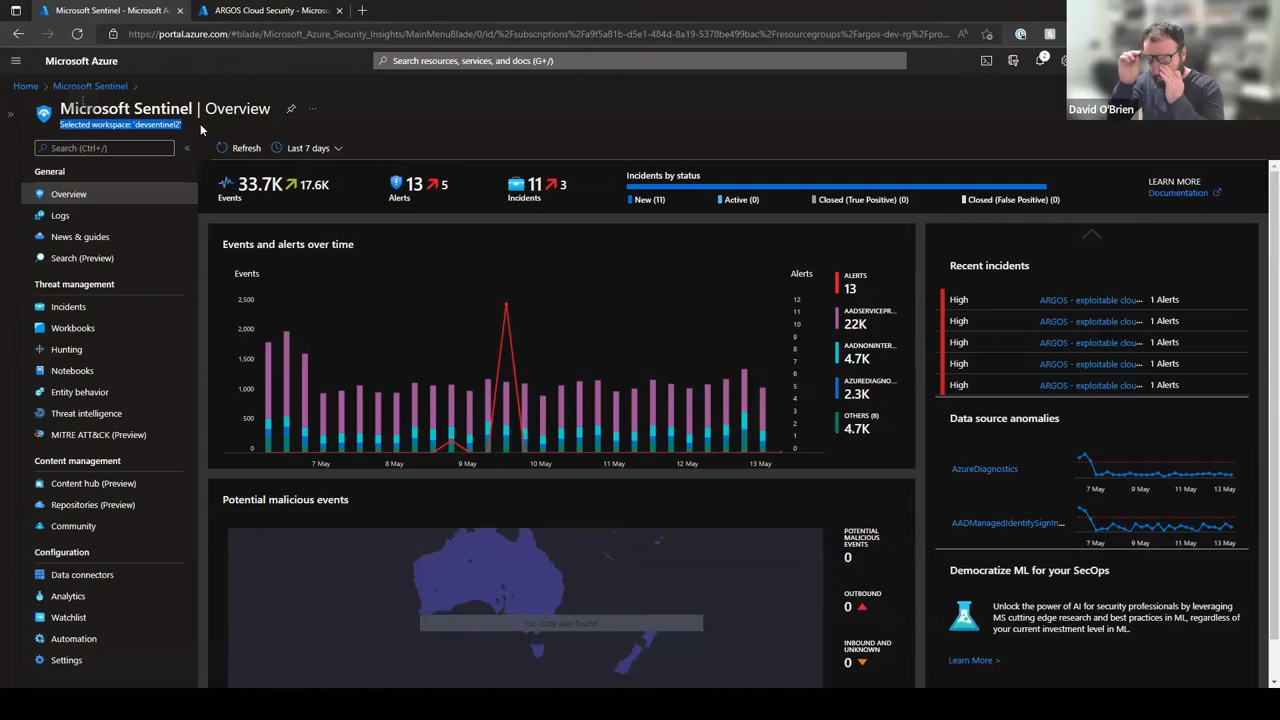 Microsoft Sentinel - Microsoft A
ARGOS Cloud Security - Microso
https://portal.azure.com/#blade/Microsoft_Azure_Security_Insights/MainMenuBlade/0/id/%2Fsubscriptions%2Fa9f5a81b-d5e1-484d-8a19-5378be499bac%2Fresourcegroups%2Fargos-dev-rg%2Fpro...
Microsoft Azure
Search resources, services, and docs (G+/)
2
David O'Brien
Home > Microsoft Sentinel >
Microsoft Sentinel | Overview
Selected workspace: 'devsentinel2'
Search (Ctrl+/)
Refresh
Last 7 days
General
Overview
Logs
News & guides
Search (Preview)
Threat management
Incidents
Workbooks
Hunting
Notebooks
Entity behavior
Threat intelligence
MITRE ATT&CK (Preview)
Content management
Content hub (Preview)
Repositories (Preview)
Community
Configuration
Data connectors
Analytics
Watchlist
Automation
Settings
33.7K 17.6K
Events
13 5
Alerts
11 3
Incidents
Incidents by status
New (11)
Active (0)
Closed (True Positive) (0)
Closed (False Positive) (0)
LEARN MORE
Documentation
Events and alerts over time
Events
Alerts
2,500
2,000
1,500
1,000
500
0
12
11
10
9
8
7
6
5
4
3
2
1
0
7 May
8 May
9 May
10 May
11 May
12 May
13 May
ALERTS
13
AADSERVICEPR...
22K
AADNONINTER...
4.7K
AZUREDIAGNO...
2.3K
OTHERS (8)
4.7K
Potential malicious events
No data was found
POTENTIAL
MALICIOUS
EVENTS
0
OUTBOUND
0
INBOUND AND
UNKNOWN
0
Recent incidents
High ARGOS - exploitable clou... 1 Alerts
High ARGOS - exploitable clou... 1 Alerts
High ARGOS - exploitable clou... 1 Alerts
High ARGOS - exploitable clou... 1 Alerts
High ARGOS - exploitable clou... 1 Alerts
Data source anomalies
AzureDiagnostics
7 May 9 May 11 May 13 May
AADManagedIdentitySignIn...
7 May 9 May 11 May 13 May
Democratize ML for your SecOps
Unlock the power of AI for security professionals by leveraging
MS cutting edge research and best practices in ML, regardless of
your current investment level in ML.
Learn More >